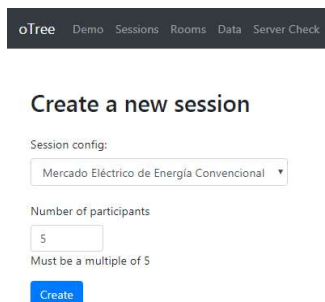 oTree Demo Sessions Rooms Data Server Check
Create a new session
Session config:
Mercado Eléctrico de Energía Convencional
Number of participants
5
Must be a multiple of 5
Create